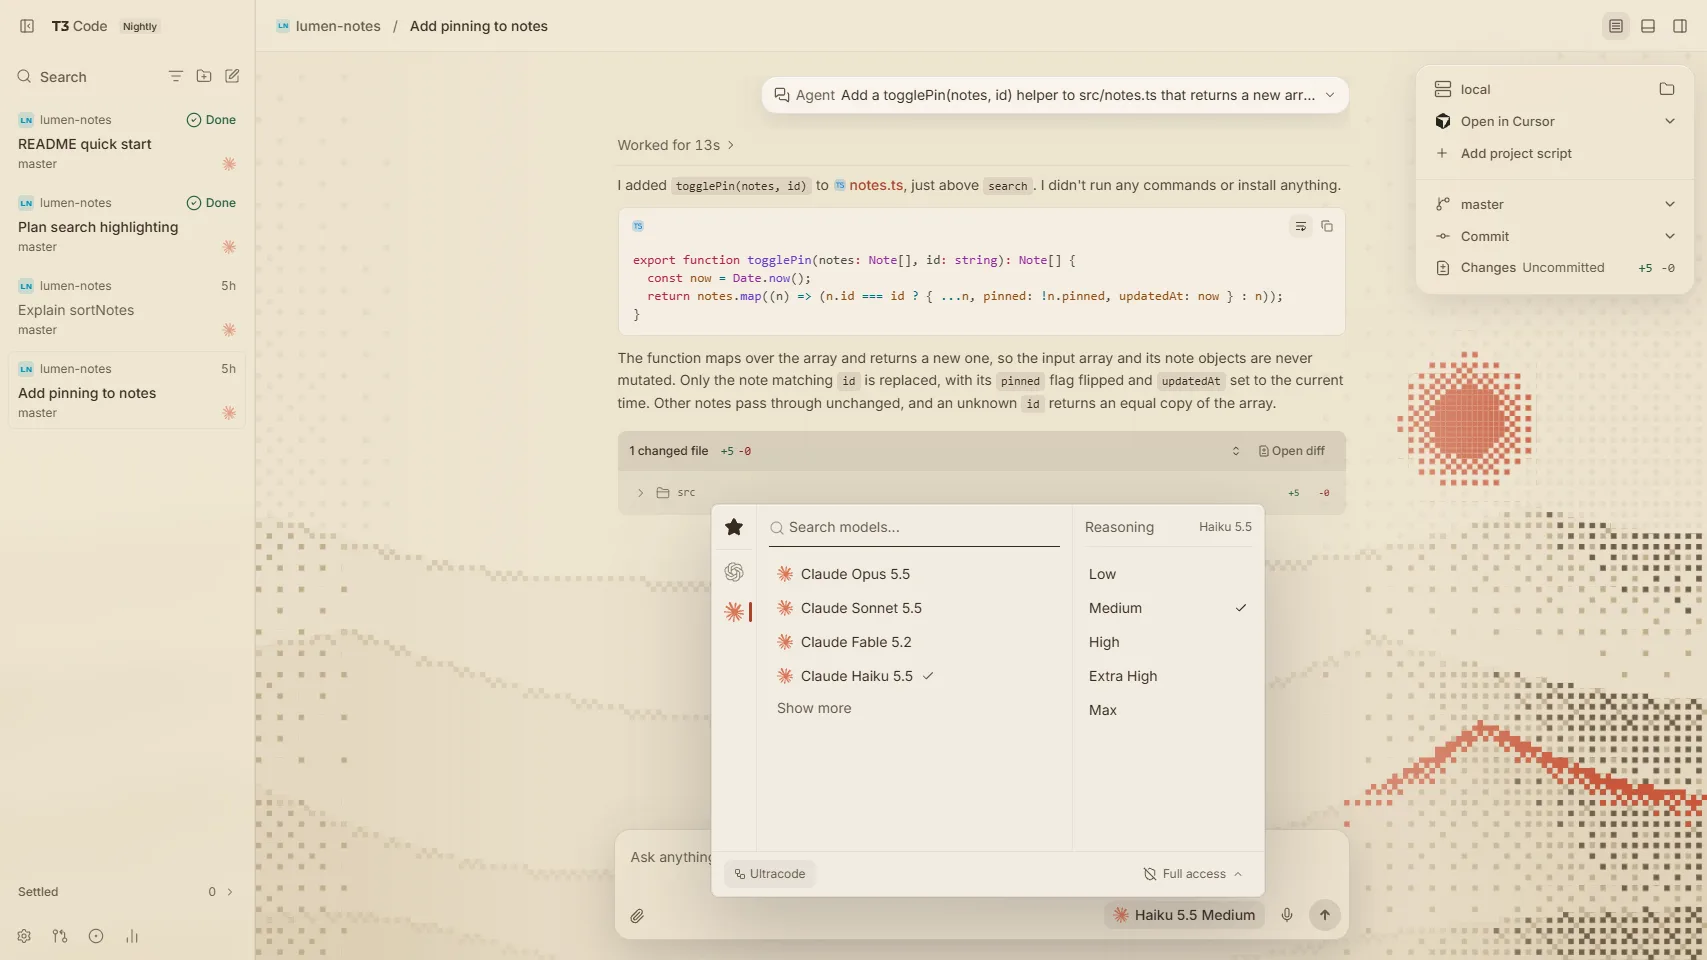 T3 Code Nightly
Search
LN lumen-notes Done
README quick start
master
LN lumen-notes Done
Plan search highlighting
master
LN lumen-notes 5h
Explain sortNotes
master
LN lumen-notes 5h
Add pinning to notes
master
Settled 0
LN lumen-notes / Add pinning to notes
Agent Add a togglePin(notes, id) helper to src/notes.ts that returns a new arr...
Worked for 13s
I added togglePin(notes, id) to TS notes.ts, just above search. I didn't run any commands or install anything.
TS
export function togglePin(notes: Note[], id: string): Note[] {
const now = Date.now();
return notes.map((n) => (n.id === id ? { ...n, pinned: !n.pinned, updatedAt: now } : n));
}
The function maps over the array and returns a new one, so the input array and its note objects are never
mutated. Only the note matching id is replaced, with its pinned flag flipped and updatedAt set to the current
time. Other notes pass through unchanged, and an unknown id returns an equal copy of the array.
1 changed file +5 -0 Open diff
src +5 -0
Search models...
Claude Opus 5.5
Claude Sonnet 5.5
Claude Fable 5.2
Claude Haiku 5.5
Show more
Reasoning Haiku 5.5
Low
Medium
High
Extra High
Max
Ultracode Full access
Ask anything
Haiku 5.5 Medium
local
Open in Cursor
Add project script
master
Commit
Changes Uncommitted +5 -0